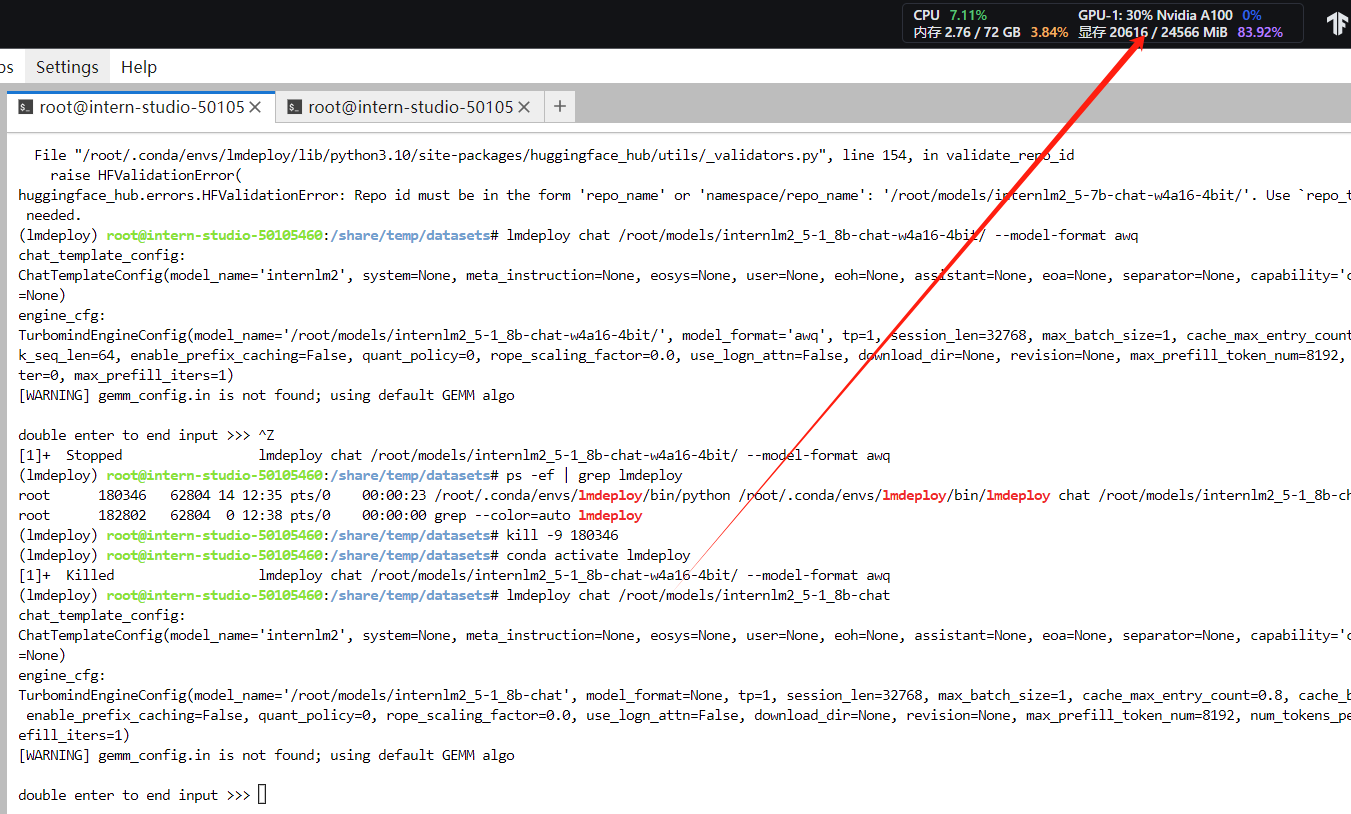 CPU 7.11% GPU-1: 30% Nvidia A100 0%
内存 2.76 / 72 GB 3.84% 显存 20616 / 24566 MiB 83.92%
os Settings Help
root@intern-studio-50105 root@intern-studio-50105 +
File "/root/.conda/envs/lmdeploy/lib/python3.10/site-packages/huggingface_hub/utils/_validators.py", line 154, in validate_repo_id
raise HFValidationError(
huggingface_hub.errors.HFValidationError: Repo id must be in the form 'repo_name' or 'namespace/repo_name': '/root/models/internlm2_5-7b-chat-w4a16-4bit/'. Use `repo_t
needed.
(lmdeploy) root@intern-studio-50105460:/share/temp/datasets# lmdeploy chat /root/models/internlm2_5-1_8b-chat-w4a16-4bit/ --model-format awq
chat_template_config:
ChatTemplateConfig(model_name='internlm2', system=None, meta_instruction=None, eosys=None, user=None, eoh=None, assistant=None, eoa=None, separator=None, capability='c
=None)
engine_cfg:
TurbomindEngineConfig(model_name='/root/models/internlm2_5-1_8b-chat-w4a16-4bit/', model_format='awq', tp=1, session_len=32768, max_batch_size=1, cache_max_entry_count
k_seq_len=64, enable_prefix_caching=False, quant_policy=0, rope_scaling_factor=0.0, use_logn_attn=False, download_dir=None, revision=None, max_prefill_token_num=8192,
ter=0, max_prefill_iters=1)
[WARNING] gemm_config.in is not found; using default GEMM algo
double enter to end input >>> ^Z
[1]+  Stopped                 lmdeploy chat /root/models/internlm2_5-1_8b-chat-w4a16-4bit/ --model-format awq
(lmdeploy) root@intern-studio-50105460:/share/temp/datasets# ps -ef | grep lmdeploy
root      180346   62804 14 12:35 pts/0    00:00:23 /root/.conda/envs/lmdeploy/bin/python /root/.conda/envs/lmdeploy/bin/lmdeploy chat /root/models/internlm2_5-1_8b-ch
root      182802   62804  0 12:38 pts/0    00:00:00 grep --color=auto lmdeploy
(lmdeploy) root@intern-studio-50105460:/share/temp/datasets# kill -9 180346
(lmdeploy) root@intern-studio-50105460:/share/temp/datasets# conda activate lmdeploy
[1]+  Killed                  lmdeploy chat /root/models/internlm2_5-1_8b-chat-w4a16-4bit/ --model-format awq
(lmdeploy) root@intern-studio-50105460:/share/temp/datasets# lmdeploy chat /root/models/internlm2_5-1_8b-chat
chat_template_config:
ChatTemplateConfig(model_name='internlm2', system=None, meta_instruction=None, eosys=None, user=None, eoh=None, assistant=None, eoa=None, separator=None, capability='c
=None)
engine_cfg:
TurbomindEngineConfig(model_name='/root/models/internlm2_5-1_8b-chat', model_format=None, tp=1, session_len=32768, max_batch_size=1, cache_max_entry_count=0.8, cache_b
enable_prefix_caching=False, quant_policy=0, rope_scaling_factor=0.0, use_logn_attn=False, download_dir=None, revision=None, max_prefill_token_num=8192, num_tokens_pe
efill_iters=1)
[WARNING] gemm_config.in is not found; using default GEMM algo
double enter to end input >>>